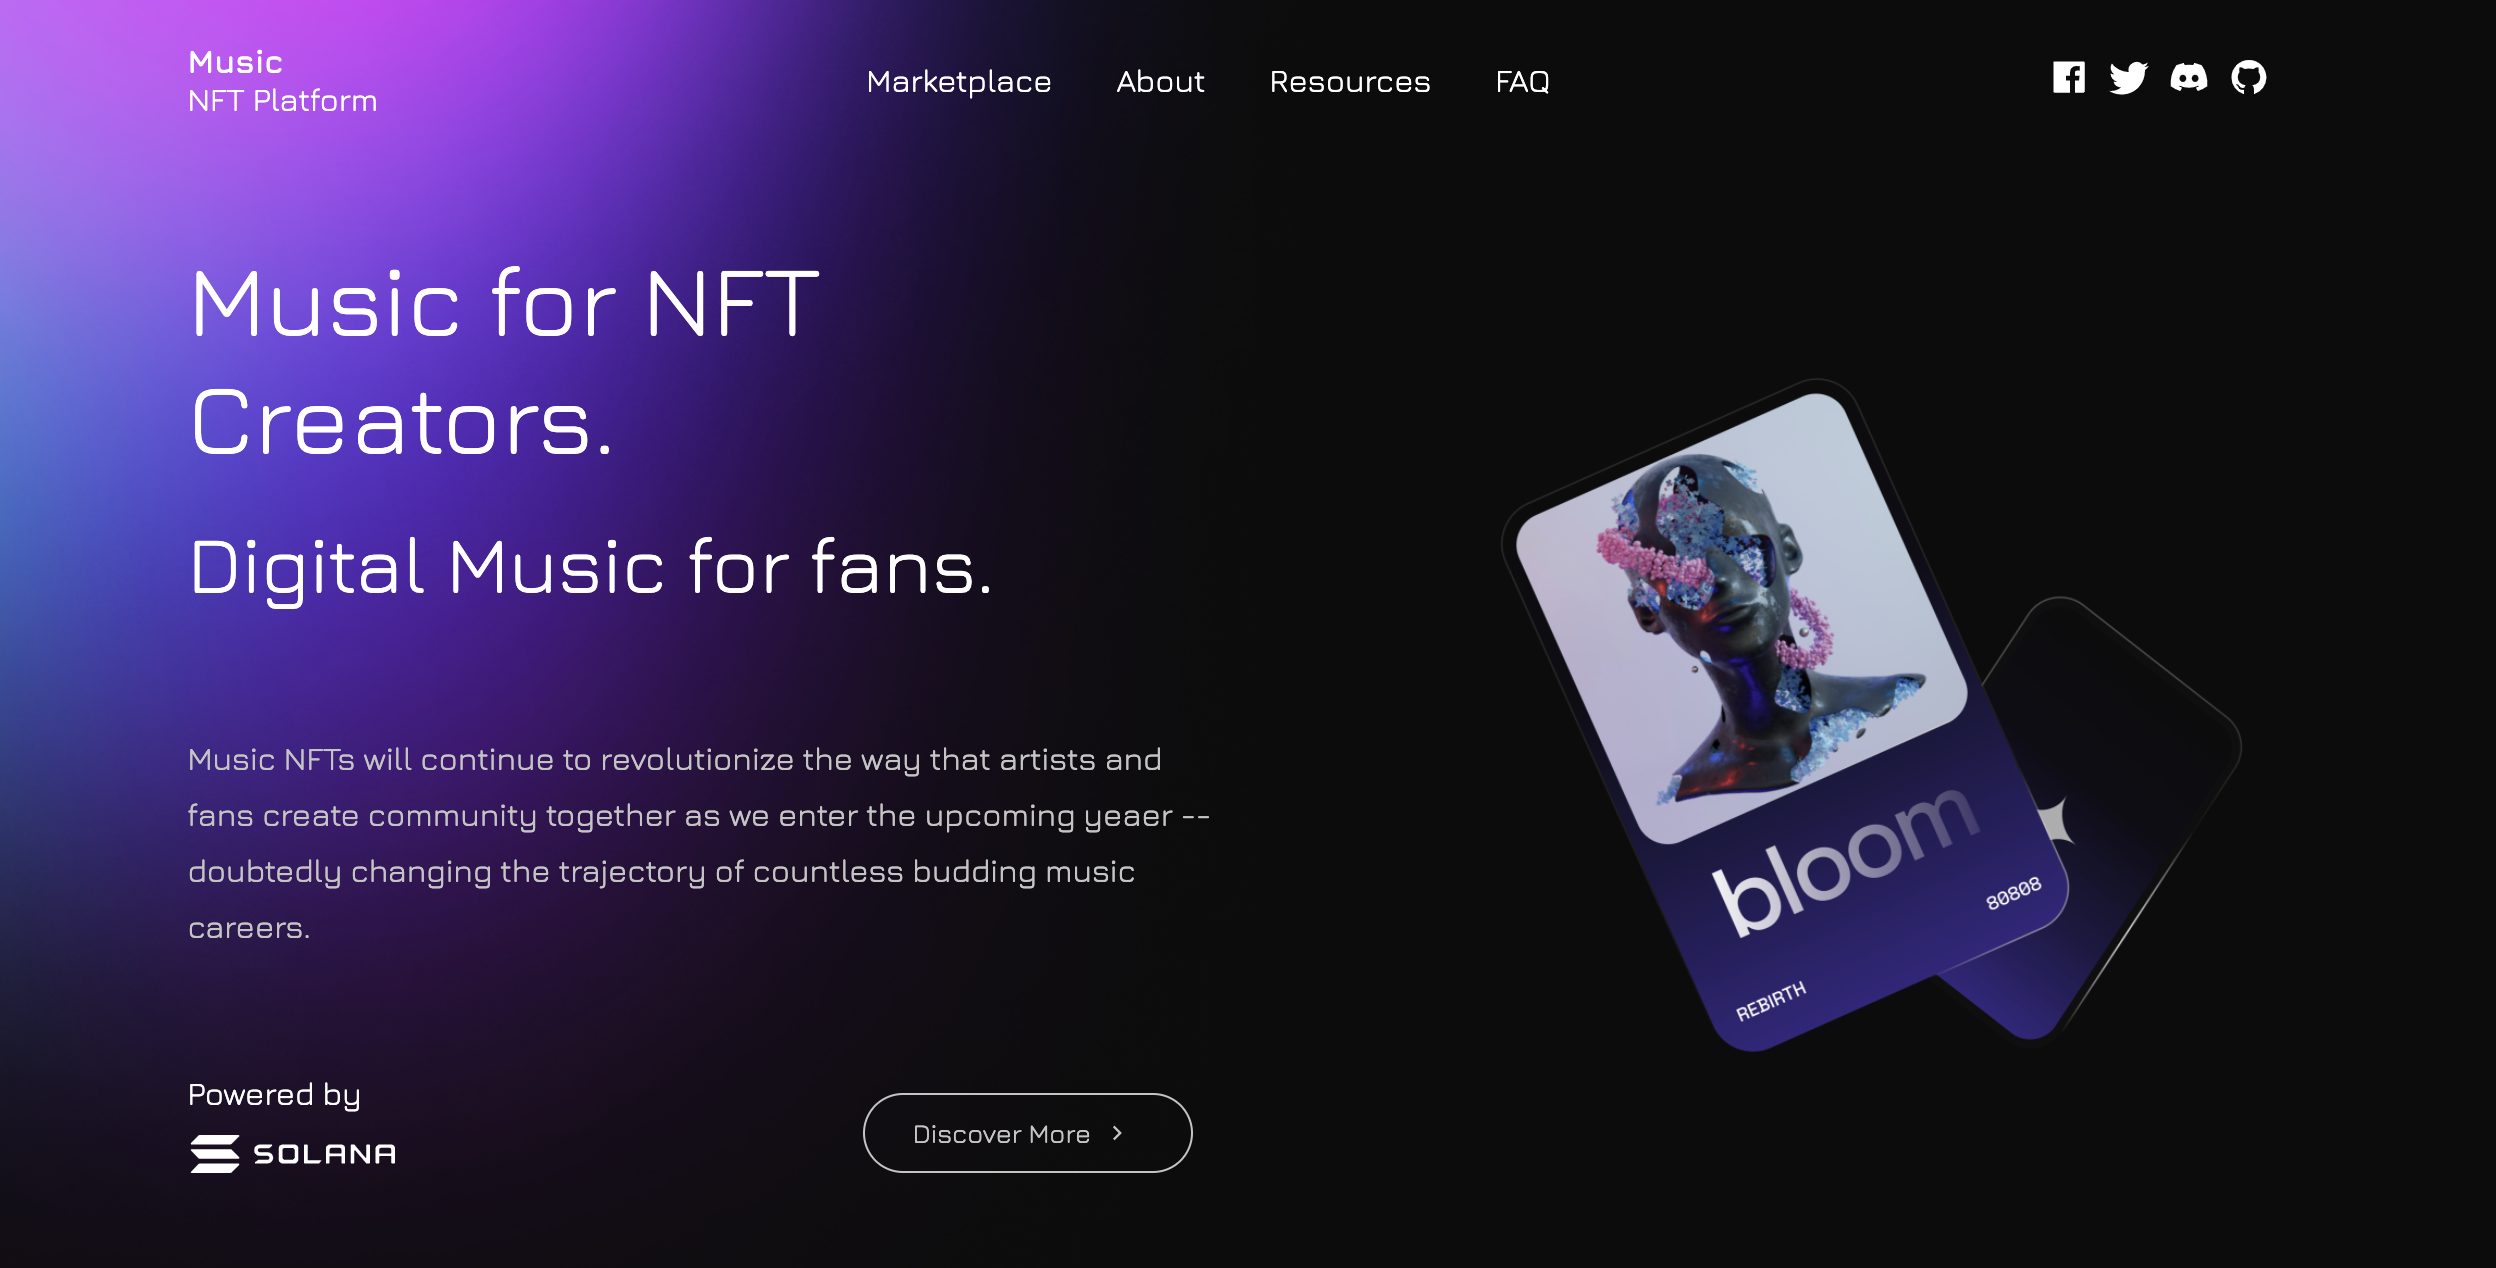 Music
NFT Platform
Marketplace
About
Resources
FAQ
Music for NFT
Creators.
Digital Music for fans.
Music NFTs will continue to revolutionize the way that artists and
fans create community together as we enter the upcoming yeaer --
doubtedly changing the trajectory of countless budding music
careers.
Powered by
SOLANA
Discover More
bloom
80808
REBIRTH